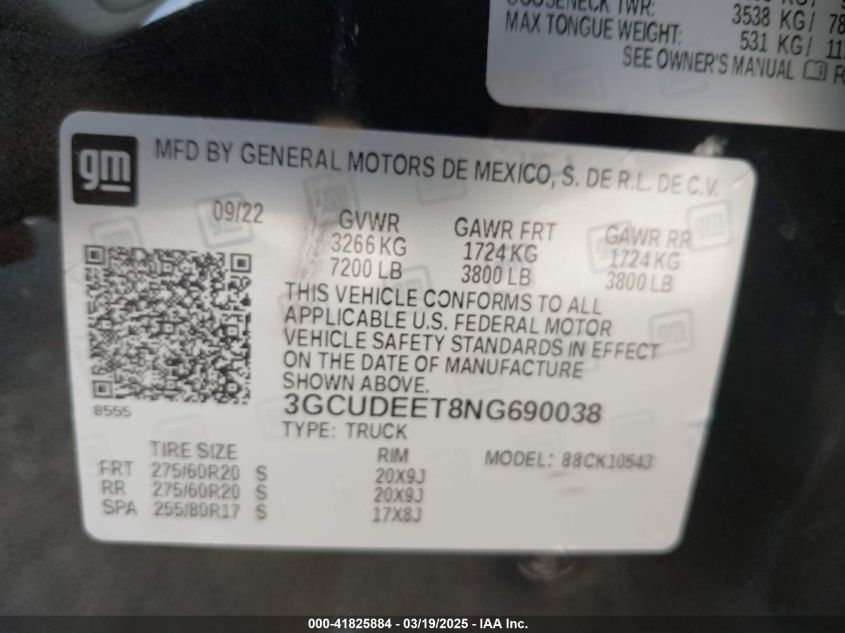 3538 KG/ 78
MAX TONGUE WEIGHT: 531 KG/ 11
SEE OWNER'S MANUAL
gm
MFD BY GENERAL MOTORS DE MEXICO, S. DE R.L. DE C.V.
09/22 GVWR GAWR FRT GAWR RR
3266 KG 1724 KG 1724 KG
7200 LB 3800 LB 3800 LB
THIS VEHICLE CONFORMS TO ALL
APPLICABLE U.S. FEDERAL MOTOR
VEHICLE SAFETY STANDARDS IN EFFECT
ON THE DATE OF MANUFACTURE
SHOWN ABOVE.
8555
3GCUDEET8NG690038
TYPE: TRUCK
TIRE SIZE RIM MODEL: 88CK10543
FRT 275/60R20 S 20X9J
RR 275/60R20 S 20X9J
SPA 255/80R17 S 17X8J
000-41825884 / 03/19/2025 - IAA Inc.